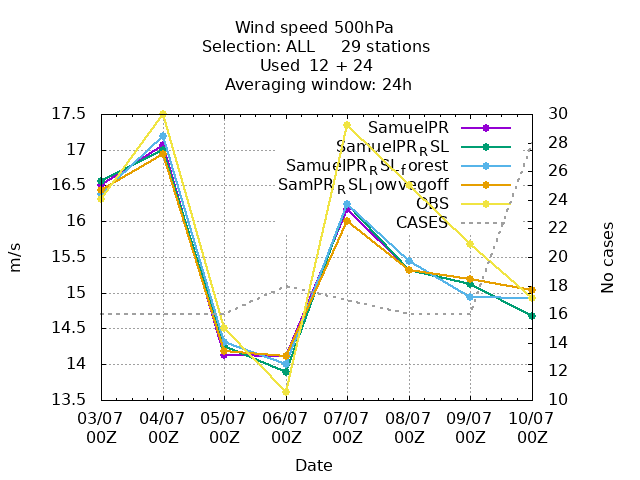 Wind speed 500hPa
Selection: ALL 29 stations
Used 12 + 24
Averaging window: 24h
17.5
17
16.5
16
15.5
15
14.5
14
13.5
m/s
30
28
26
24
22
20
18
16
14
12
10
No cases
SamuelPR
SamuelPR_RSL
SamuelPR_RSL_forest
SamPR_RSL_lowvegoff
OBS
CASES
03/07 04/07 05/07 06/07 07/07 08/07 09/07 10/07
00Z 00Z 00Z 00Z 00Z 00Z 00Z 00Z
Date